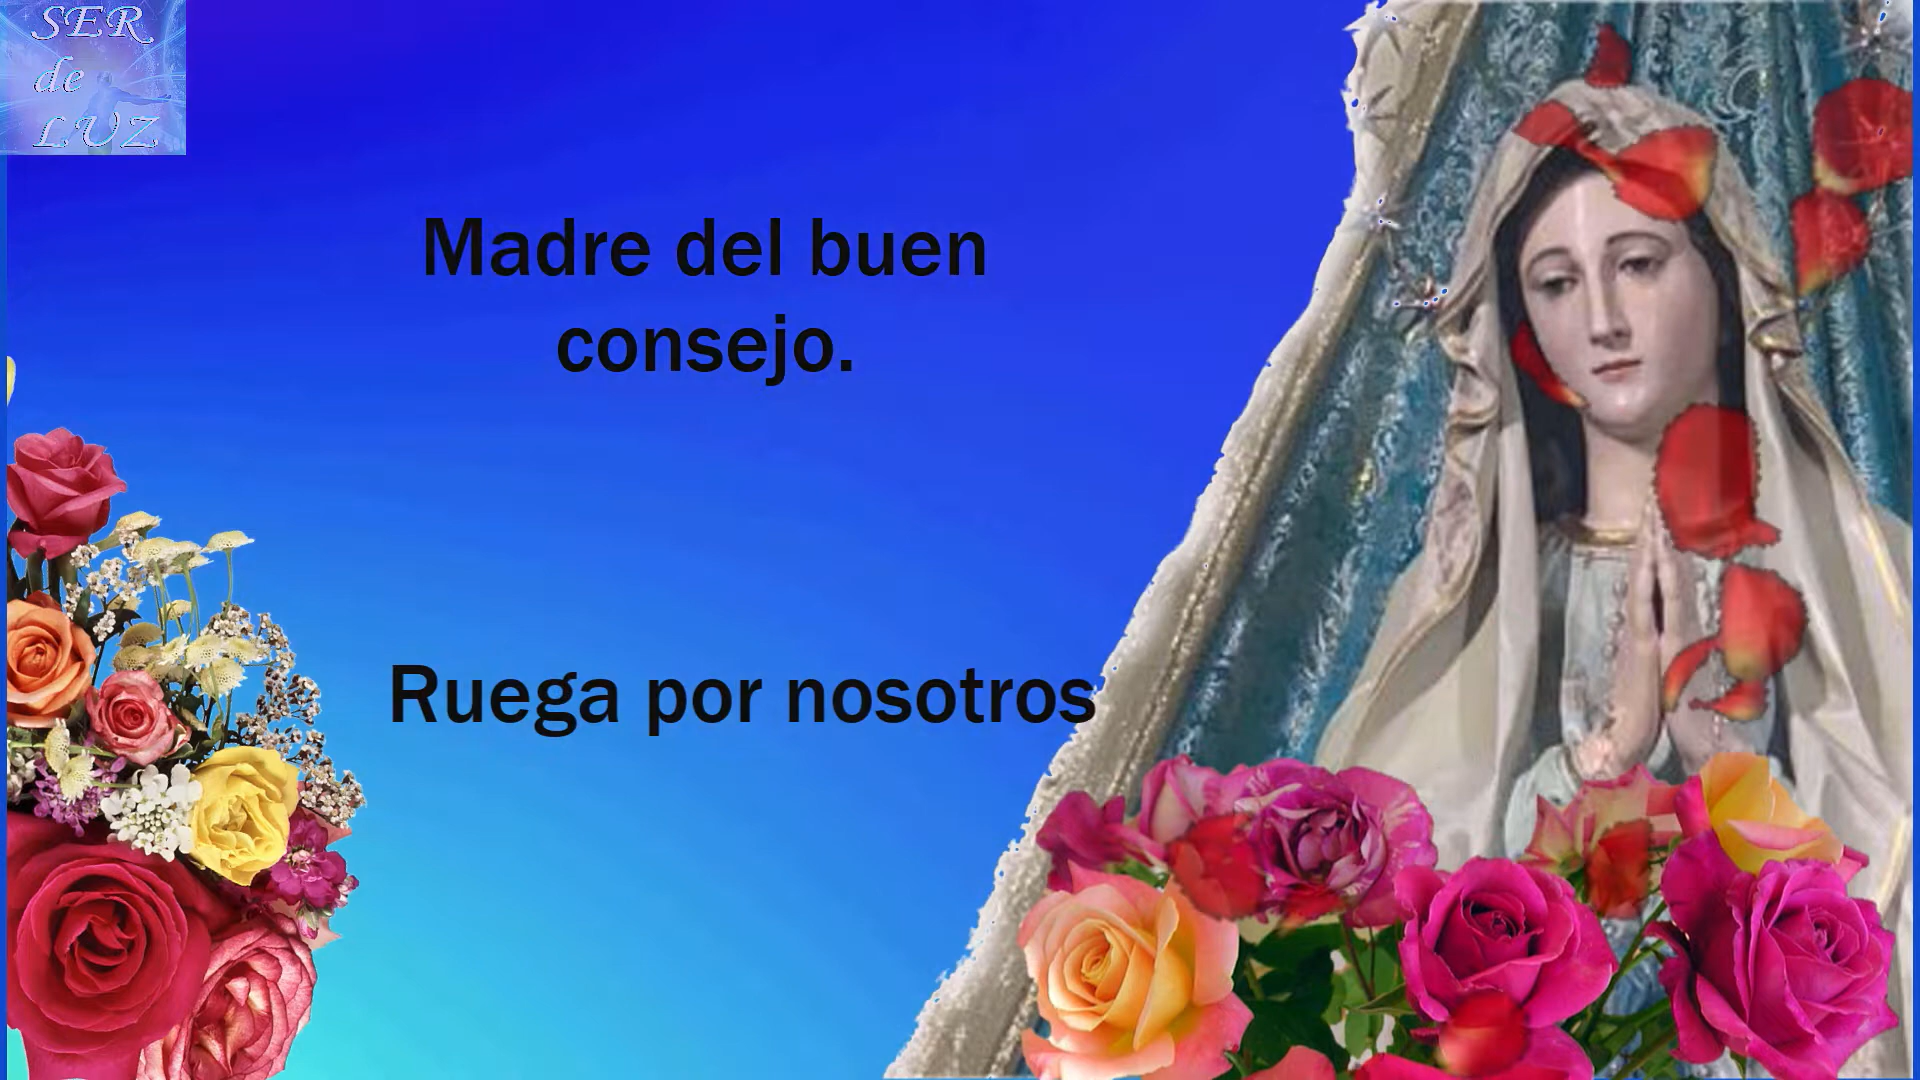 SER
de
LUZ
Madre del buen
consejo.
Ruega por nosotros